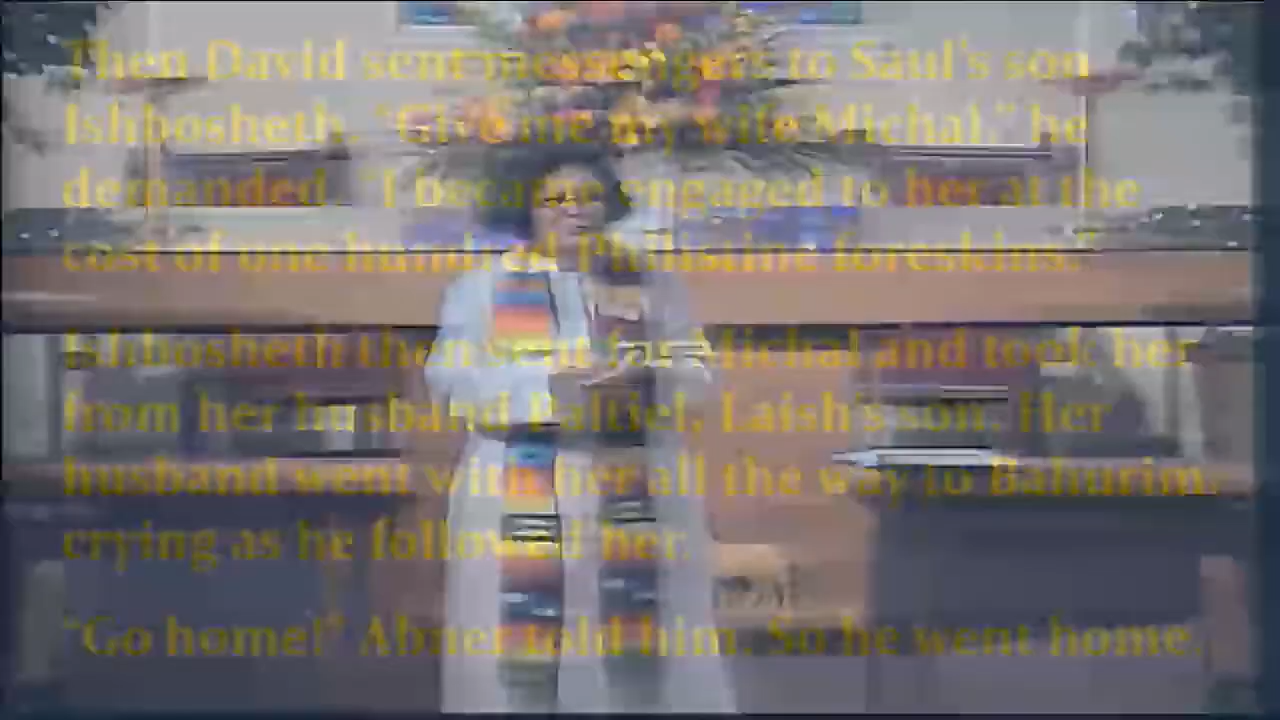 Then David sent messengers to Saul's son
Ishbosheth. "Give me my wife Michal," he
demanded. "I became engaged to her at the
cost of one hundred Philistine foreskins."
Ishbosheth then sent for Michal and took her
from her husband Paltiel, Laish's son. Her
husband went with her all the way to Bahurim,
crying as he followed her.
"Go home!" Abner told him. So he went home.